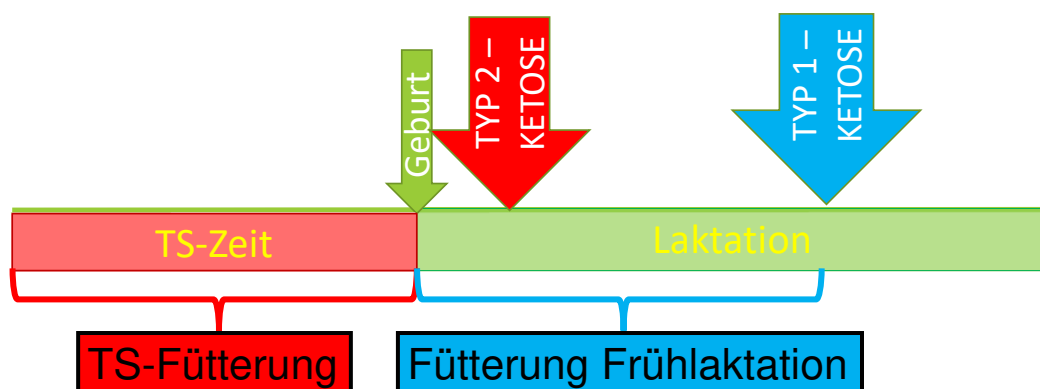 Geburt
TYP 2 –
KETOSE
TYP 1 –
KETOSE
TS-Zeit
Laktation
TS-Fütterung
Fütterung Frühlaktation